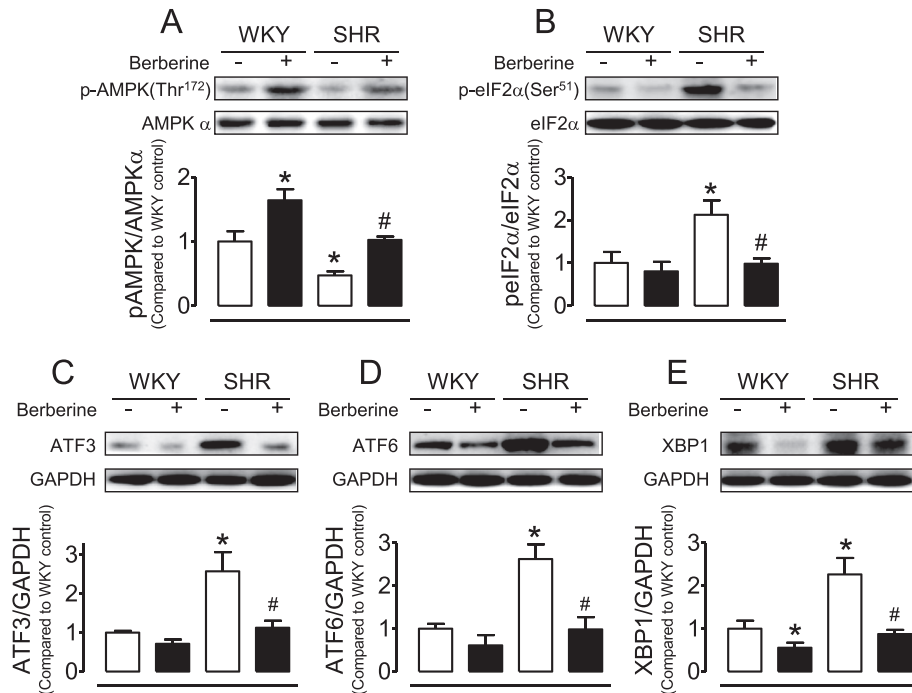 A
WKY SHR
Berberine - + - +
p-AMPK(Thr172)
AMPK α
pAMPK/AMPKα
(Compared to WKY control)
2
1
0
*
*
#
B
WKY SHR
Berberine - + - +
p-eIF2α(Ser51)
eIF2α
peIF2α/eIF2α
(Compared to WKY control)
3
2
1
0
*
#
C
WKY SHR
Berberine - + - +
ATF3
GAPDH
ATF3/GAPDH
(Compared to WKY control)
3
2
1
0
*
#
D
WKY SHR
Berberine - + - +
ATF6
GAPDH
ATF6/GAPDH
(Compared to WKY control)
3
2
1
0
*
#
E
WKY SHR
Berberine - + - +
XBP1
GAPDH
XBP1/GAPDH
(Compared to WKY control)
3
2
1
0
*
*
#